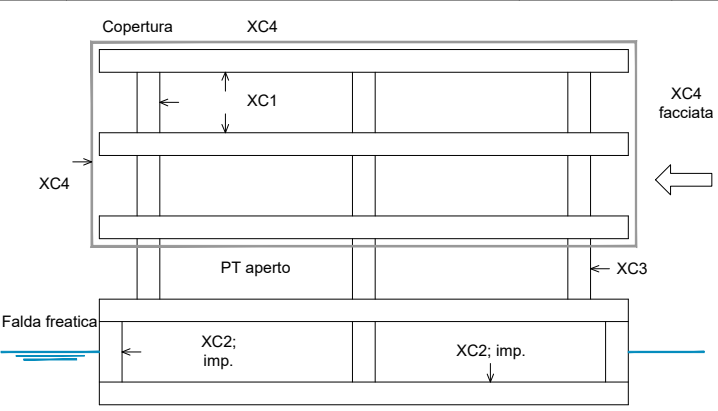 Copertura
XC4
XC1
XC4
facciata
XC4
PT aperto
XC3
Falda freatica
XC2;
imp.
XC2; imp.